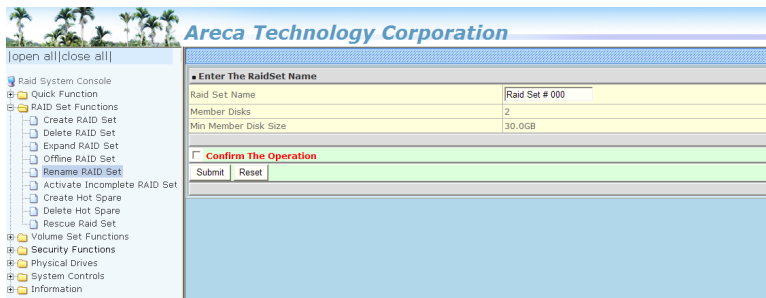 Areca Technology Corporation
|open all|close all|
Raid System Console
Quick Function
RAID Set Functions
Create RAID Set
Delete RAID Set
Expand RAID Set
Offline RAID Set
Rename RAID Set
Activate Incomplete RAID Set
Create Hot Spare
Delete Hot Spare
Rescue Raid Set
Volume Set Functions
Security Functions
Physical Drives
System Controls
Information
Enter The RaidSet Name
Raid Set Name Raid Set # 000
Member Disks 2
Min Member Disk Size 30.0GB
Confirm The Operation
Submit Reset